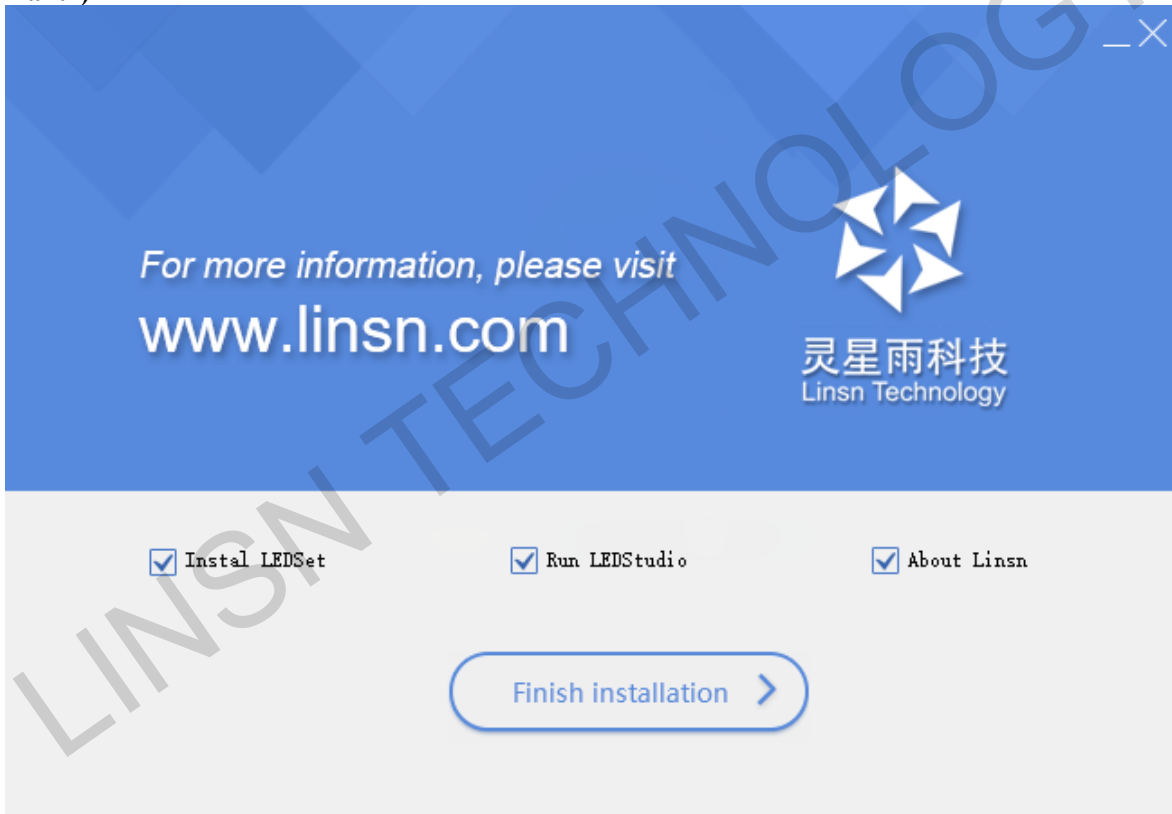 For more information, please visit
www.linsn.com
灵星雨科技
Linsn Technology
Instal LEDSet
Run LEDStudio
About Linsn
Finish installation
LINSN TECHNOLOG